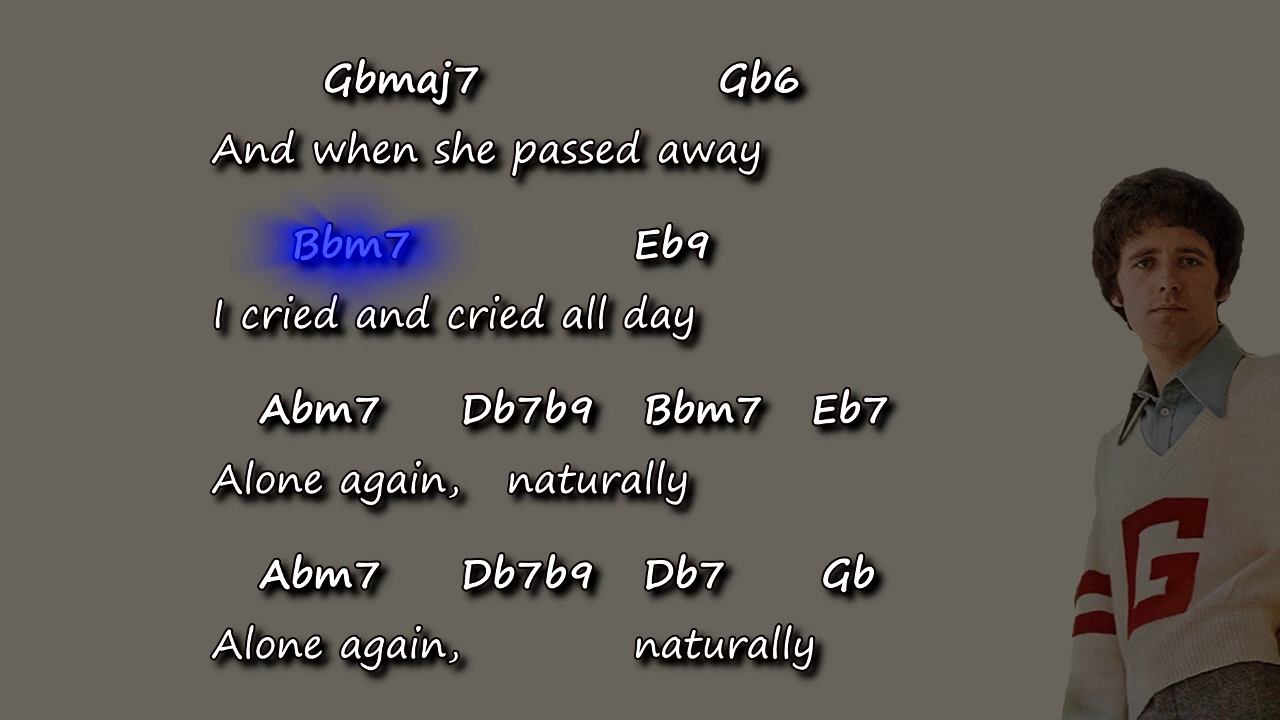 Gbmaj7 Gb6
And when she passed away
Bbm7 Eb9
I cried and cried all day
Abm7 Db7b9 Bbm7 Eb7
Alone again, naturally
Abm7 Db7b9 Db7 Gb
Alone again, naturally
G